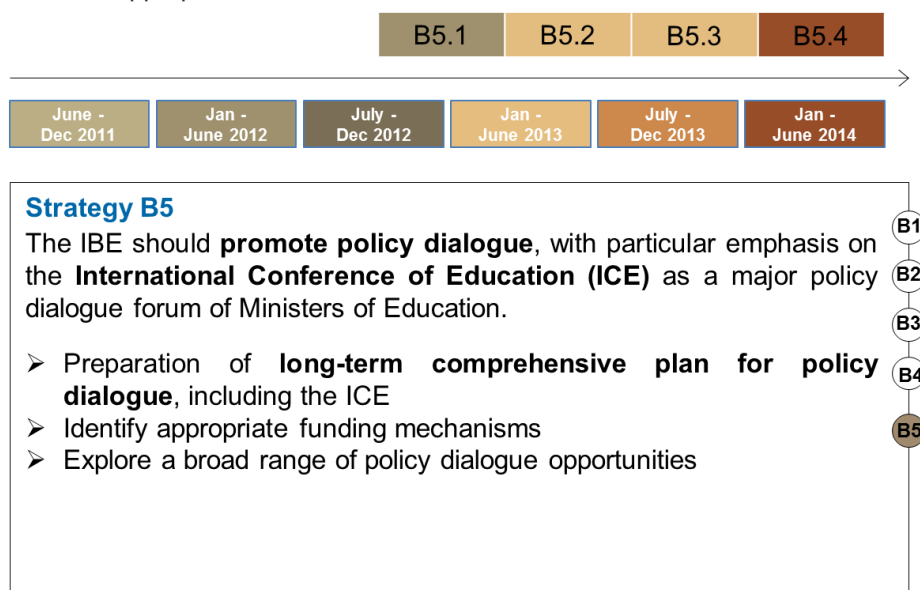 B5.1 B5.2 B5.3 B5.4
June - Jan - July - Jan - July - Jan -
Dec 2011 June 2012 Dec 2012 June 2013 Dec 2013 June 2014
Strategy B5
The IBE should promote policy dialogue, with particular emphasis on
the International Conference of Education (ICE) as a major policy
dialogue forum of Ministers of Education.
➢ Preparation of long-term comprehensive plan for policy
dialogue, including the ICE
➢ Identify appropriate funding mechanisms
➢ Explore a broad range of policy dialogue opportunities
B1
B2
B3
B4
B5